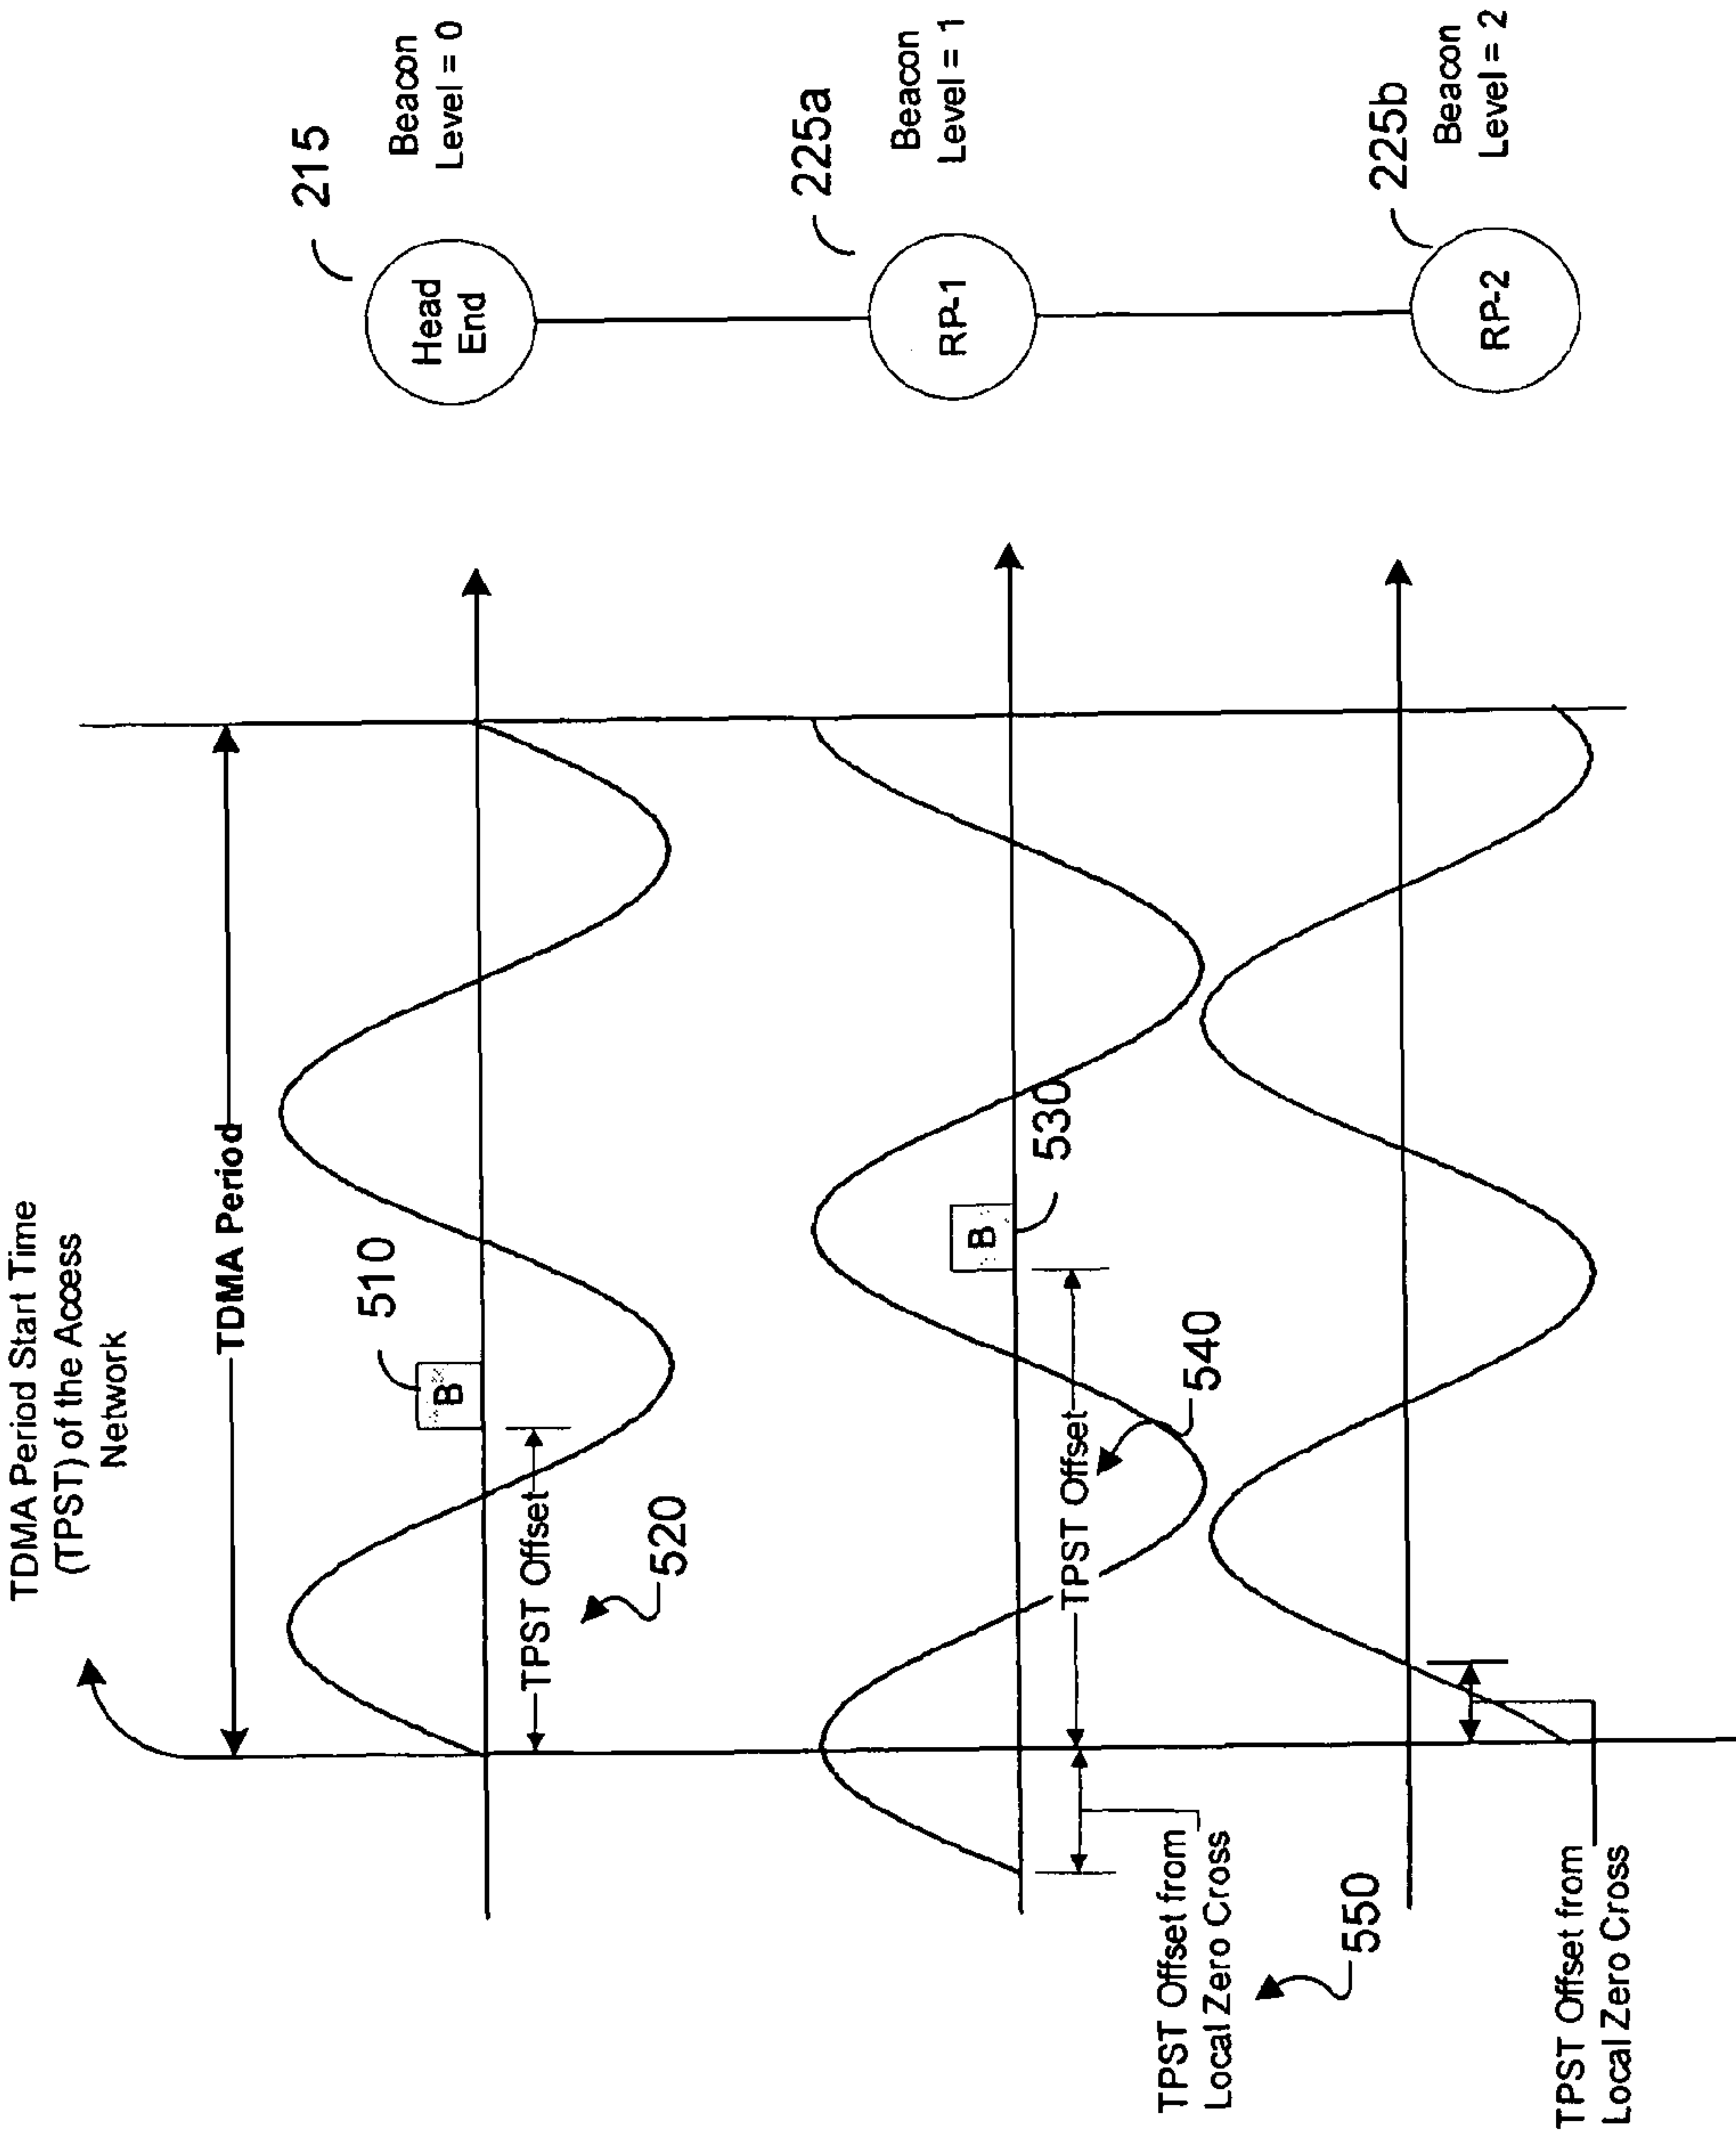 TDMA Period Start Time
(TPST) of the Access
Network
TDMA Period
510
B
TPST Offset
520
215
Head
End
Beacon
Level = 0
B
530
TPST Offset
540
TPST Offset from
Local Zero Cross
550
225a
RP-1
Beacon
Level = 1
TPST Offset from
Local Zero Cross
225b
RP-2
Beacon
Level = 2